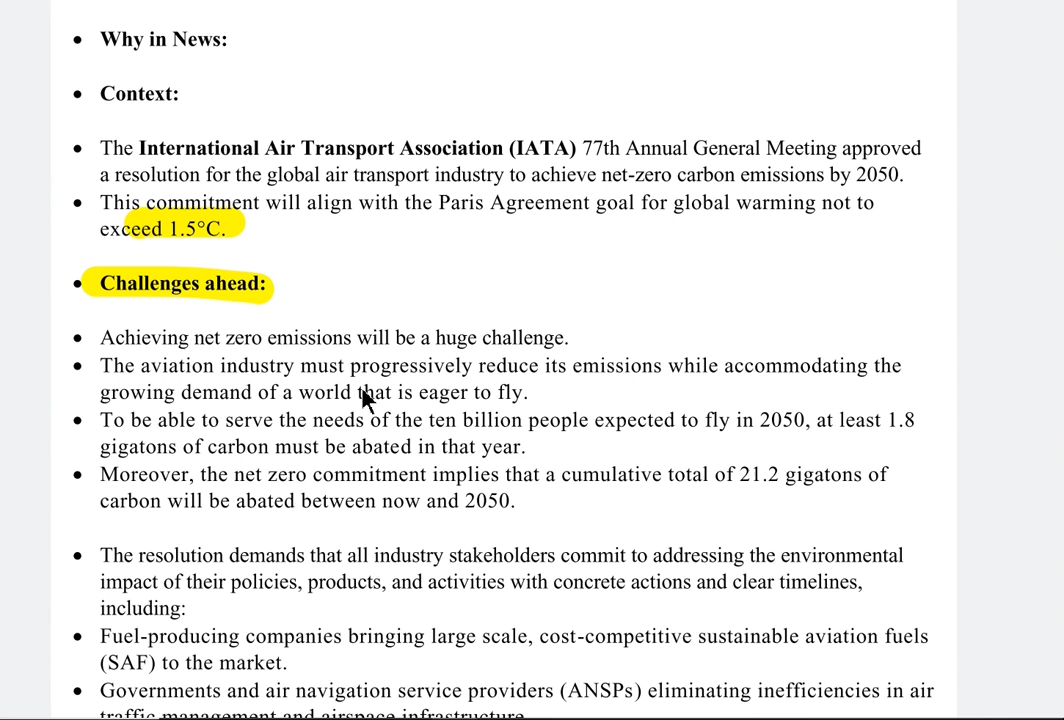 • Why in News:
• Context:
• The International Air Transport Association (IATA) 77th Annual General Meeting approved
a resolution for the global air transport industry to achieve net-zero carbon emissions by 2050.
• This commitment will align with the Paris Agreement goal for global warming not to
exceed 1.5°C.
• Challenges ahead:
• Achieving net zero emissions will be a huge challenge.
• The aviation industry must progressively reduce its emissions while accommodating the
growing demand of a world that is eager to fly.
• To be able to serve the needs of the ten billion people expected to fly in 2050, at least 1.8
gigatons of carbon must be abated in that year.
• Moreover, the net zero commitment implies that a cumulative total of 21.2 gigatons of
carbon will be abated between now and 2050.
• The resolution demands that all industry stakeholders commit to addressing the environmental
impact of their policies, products, and activities with concrete actions and clear timelines,
including:
• Fuel-producing companies bringing large scale, cost-competitive sustainable aviation fuels
(SAF) to the market.
• Governments and air navigation service providers (ANSPs) eliminating inefficiencies in air
traffic management and airspace infrastructure.